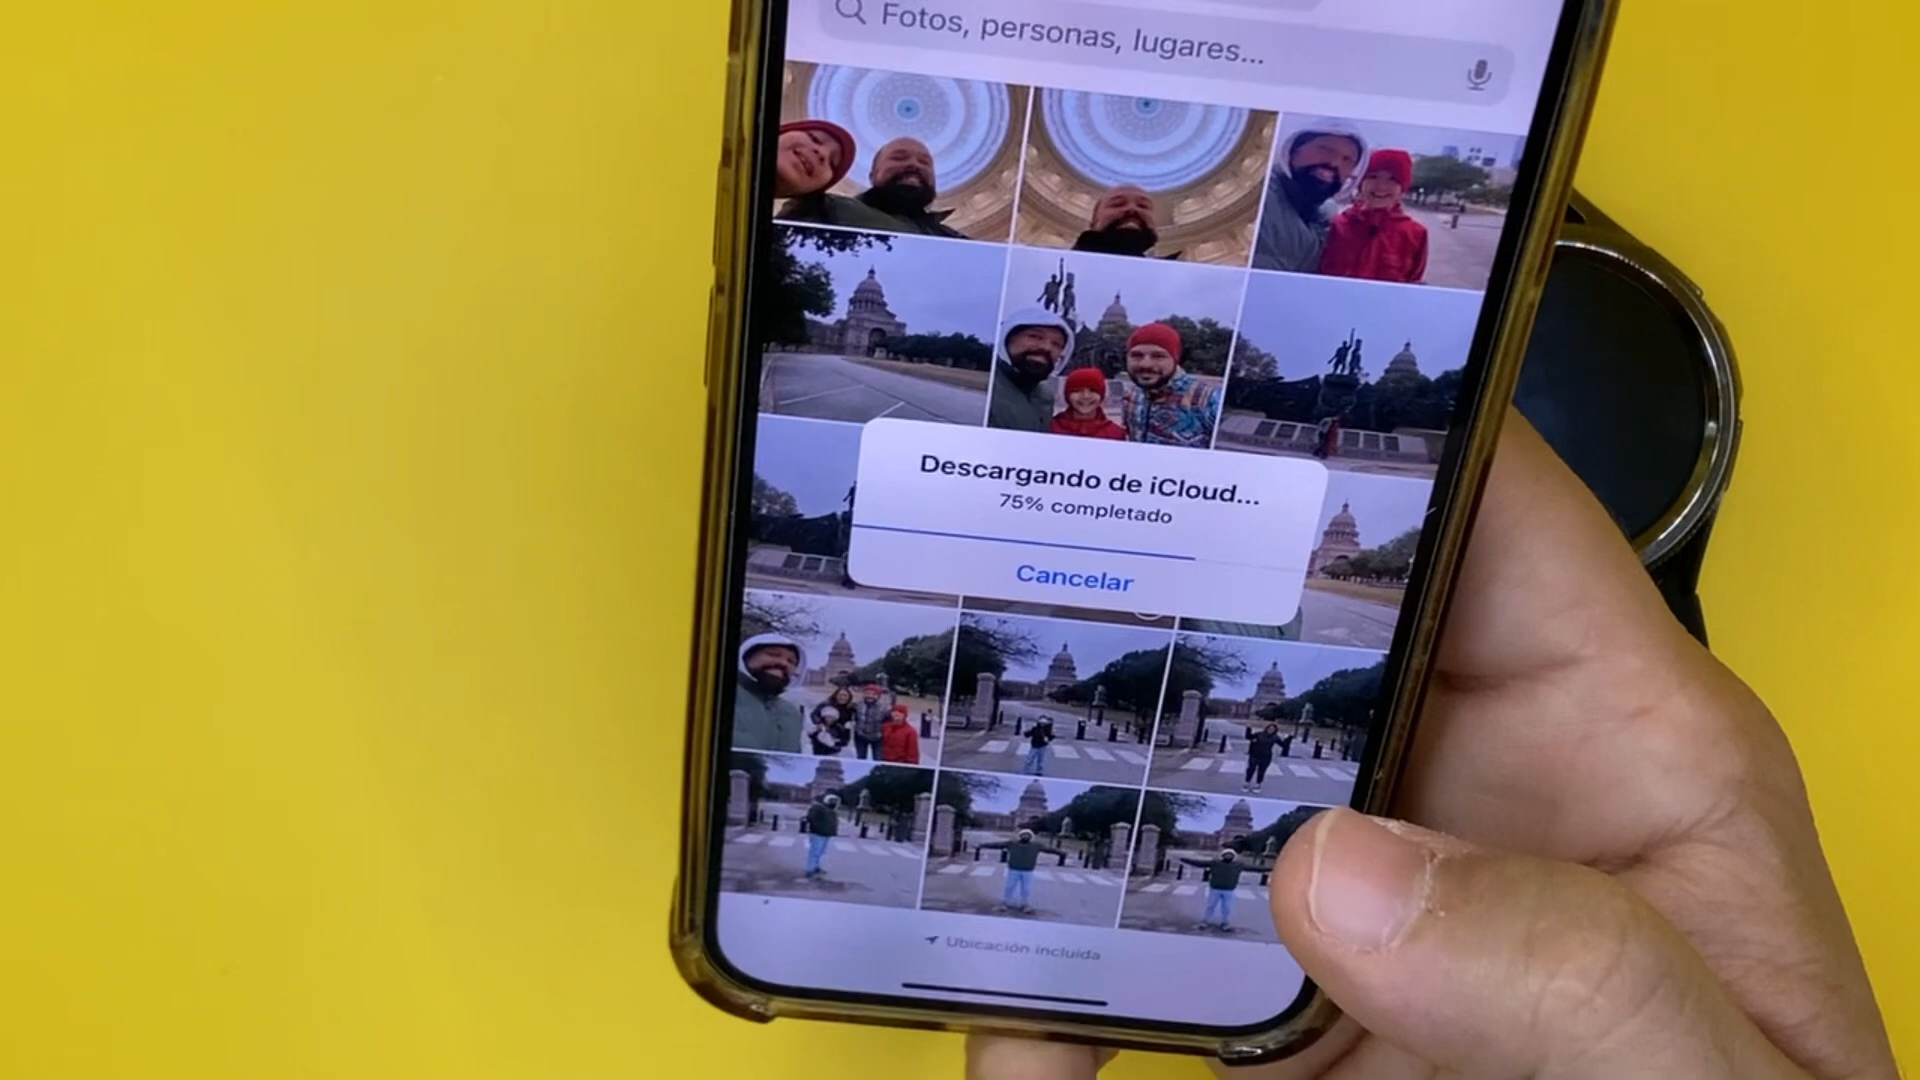 Fotos, personas, lugares...
Descargando de iCloud...
75% completado
Cancelar
Ubicación incluida